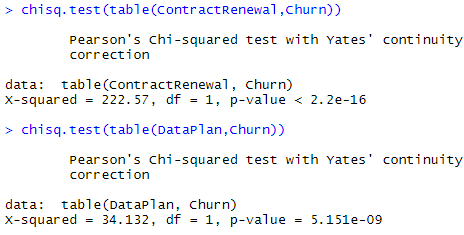 > chisq.test(table(ContractRenewal,Churn))
Pearson's Chi-squared test with Yates' continuity
correction
data:  table(ContractRenewal, Churn)
X-squared = 222.57, df = 1, p-value < 2.2e-16
> chisq.test(table(DataPlan,Churn))
Pearson's Chi-squared test with Yates' continuity
correction
data:  table(DataPlan, Churn)
X-squared = 34.132, df = 1, p-value = 5.151e-09